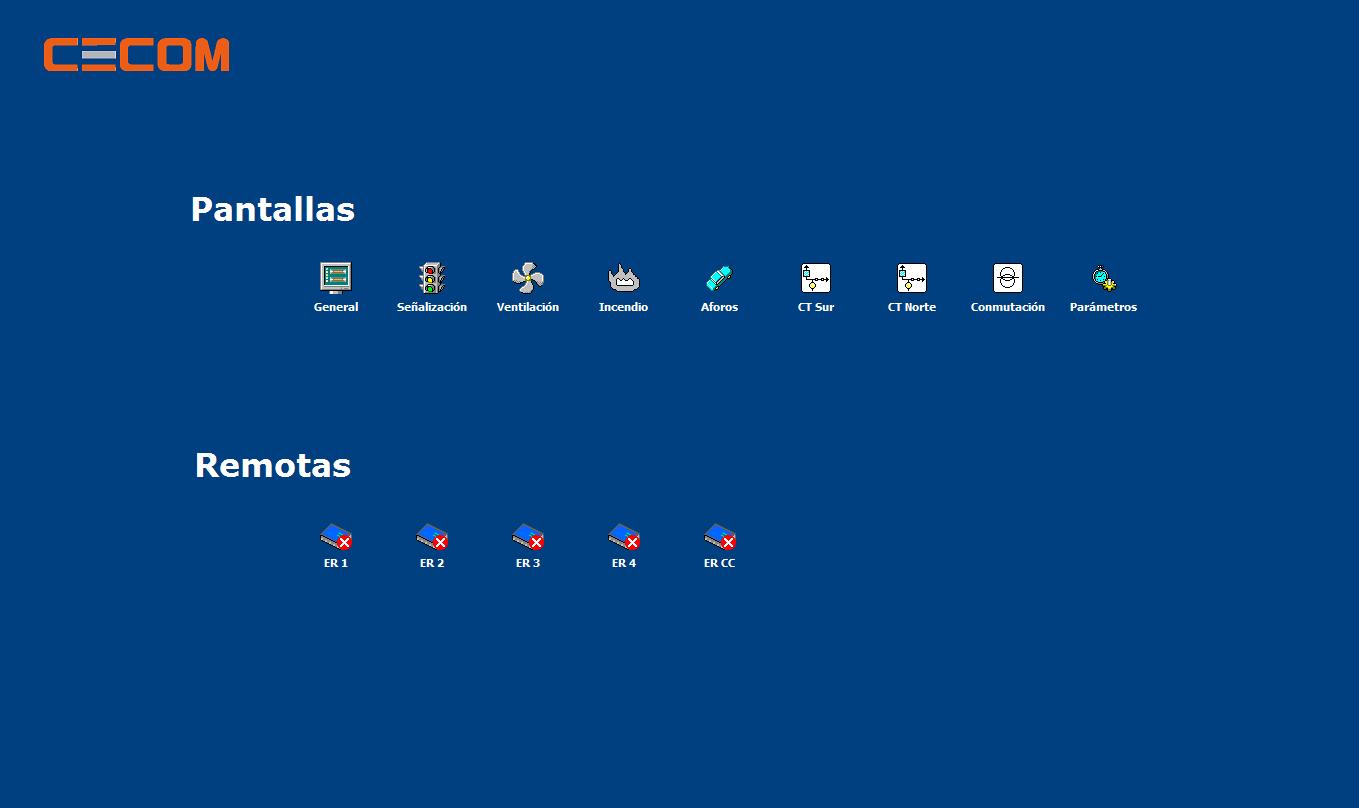 CECOM
Pantallas
General Señalización Ventilación Incendio Aforos CT Sur CT Norte Conmutación Parámetros
Remotas
ER 1 ER 2 ER 3 ER 4 ER CC